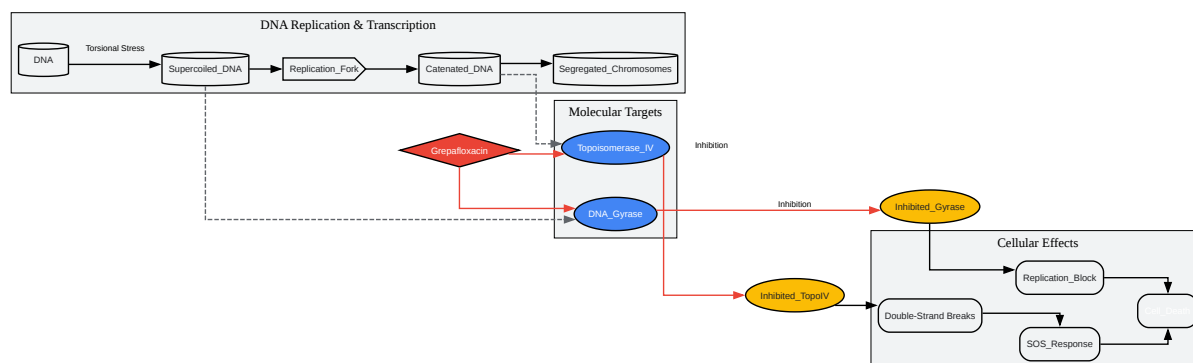 DNA Replication & Transcription
DNA
Torsional Stress
Supercoiled_DNA
Replication_Fork
Catenated_DNA
Segregated_Chromosomes
Molecular Targets
Grepafloxacin
Topoisomerase_IV
Inhibition
DNA_Gyrase
Inhibition
Inhibited_Gyrase
Cellular Effects
Replication_Block
Inhibited_TopoIV
Double-Strand Breaks
SOS_Response